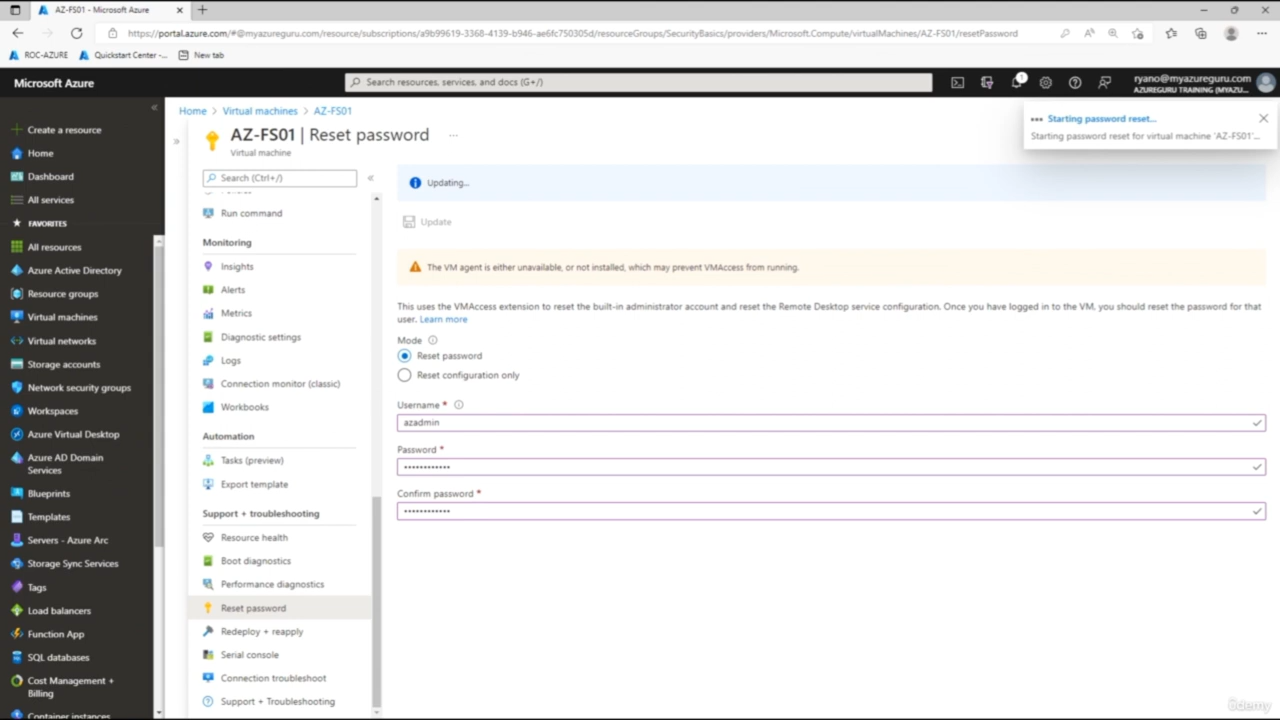 AZ-FS01 - Microsoft Azure
https://portal.azure.com/#@myazureguru.com/resource/subscriptions/a9b99619-3368-4139-b946-ae6fc750305d/resourceGroups/SecurityBasics/providers/Microsoft.Compute/virtualMachines/AZ-FS01/resetPassword
ROC-AZURE Quickstart Center -... New tab
Microsoft Azure
Search resources, services, and docs (G+/)
1
ryano@myazureguru.com
AZUREGURU TRAINING (MYAZU...
Create a resource
Home
Dashboard
All services
FAVORITES
All resources
Azure Active Directory
Resource groups
Virtual machines
Virtual networks
Storage accounts
Network security groups
Workspaces
Azure Virtual Desktop
Azure AD Domain
Services
Blueprints
Templates
Servers - Azure Arc
Storage Sync Services
Tags
Load balancers
Function App
SQL databases
Cost Management +
Billing
Container instances
Home > Virtual machines > AZ-FS01
AZ-FS01 | Reset password ...
Virtual machine
Search (Ctrl+/)
Run command
Monitoring
Insights
Alerts
Metrics
Diagnostic settings
Logs
Connection monitor (classic)
Workbooks
Automation
Tasks (preview)
Export template
Support + troubleshooting
Resource health
Boot diagnostics
Performance diagnostics
Reset password
Redeploy + reapply
Serial console
Connection troubleshoot
Support + Troubleshooting
Starting password reset...
Starting password reset for virtual machine 'AZ-FS01'...
Updating...
Update
The VM agent is either unavailable, or not installed, which may prevent VMAccess from running.
This uses the VMAccess extension to reset the built-in administrator account and reset the Remote Desktop service configuration. Once you have logged in to the VM, you should reset the password for that
user. Learn more
Mode
Reset password
Reset configuration only
Username *
azadmin
Password *
••••••••••••
Confirm password *
••••••••••••
ûdemy